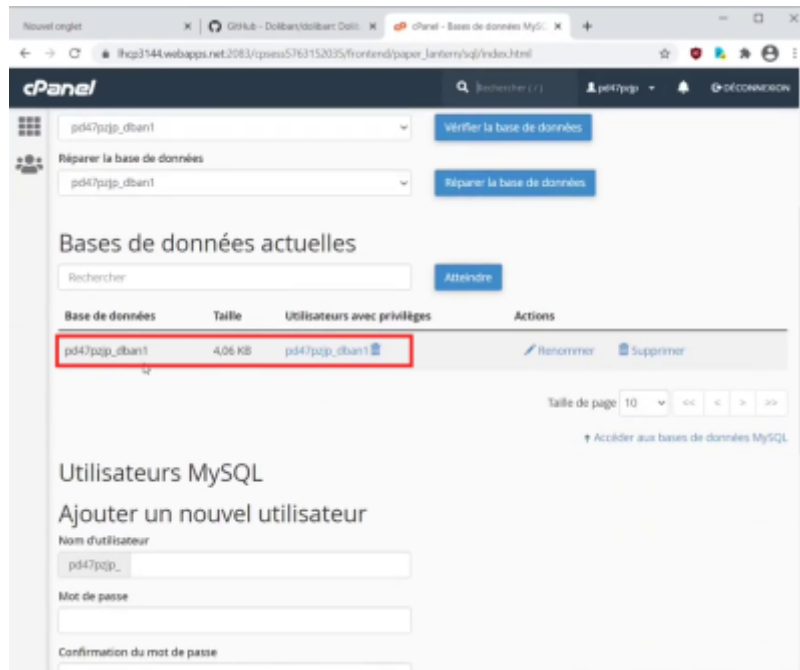 Nouvel onglet
GitHub - Dolibarr/dolibarr: Dolib
cPanel - Bases de données MySQL
lhcp3144.webapps.net:2083/cpsess5763152035/frontend/paper_lantern/sql/index.html
cPanel
Rechercher ( / )
pd47pzjp
DÉCONNEXION
pd47pzjp_dban1
Vérifier la base de données
Réparer la base de données
pd47pzjp_dban1
Réparer la base de données
Bases de données actuelles
Rechercher
Atteindre
Base de données Taille Utilisateurs avec privilèges Actions
pd47pzjp_dban1 4,06 KB pd47pzjp_dban1 Renommer Supprimer
Taille de page 10 << < > >>
Accéder aux bases de données MySQL
Utilisateurs MySQL
Ajouter un nouvel utilisateur
Nom d'utilisateur
pd47pzjp_
Mot de passe
Confirmation du mot de passe